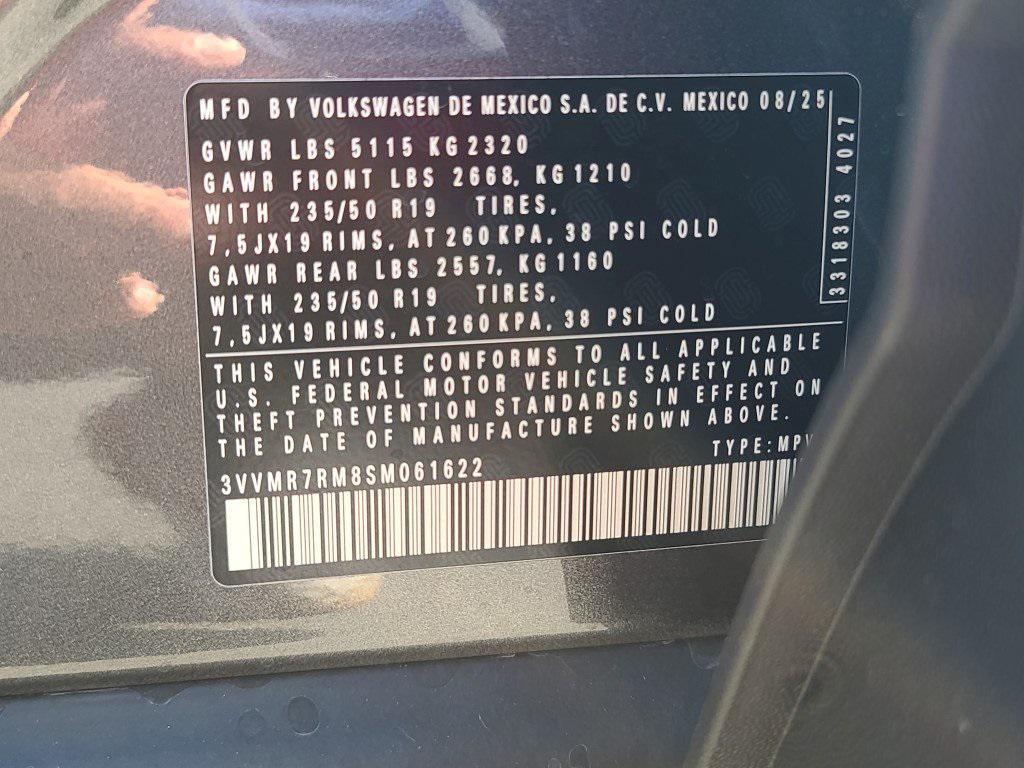 MFD BY VOLKSWAGEN DE MEXICO S.A. DE C.V. MEXICO 08/25
GVWR LBS 5115 KG 2320
GAWR FRONT LBS 2668, KG 1210
WITH 235/50 R19 TIRES,
7,5JX19 RIMS, AT 260 KPA, 38 PSI COLD
GAWR REAR LBS 2557, KG 1160
WITH 235/50 R19 TIRES,
7,5JX19 RIMS, AT 260 KPA, 38 PSI COLD
3318303 4027
THIS VEHICLE CONFORMS TO ALL APPLICABLE
U.S. FEDERAL MOTOR VEHICLE SAFETY AND
THEFT PREVENTION STANDARDS IN EFFECT ON
THE DATE OF MANUFACTURE SHOWN ABOVE.
TYPE:MPV
3VVMR7RM8SM061622